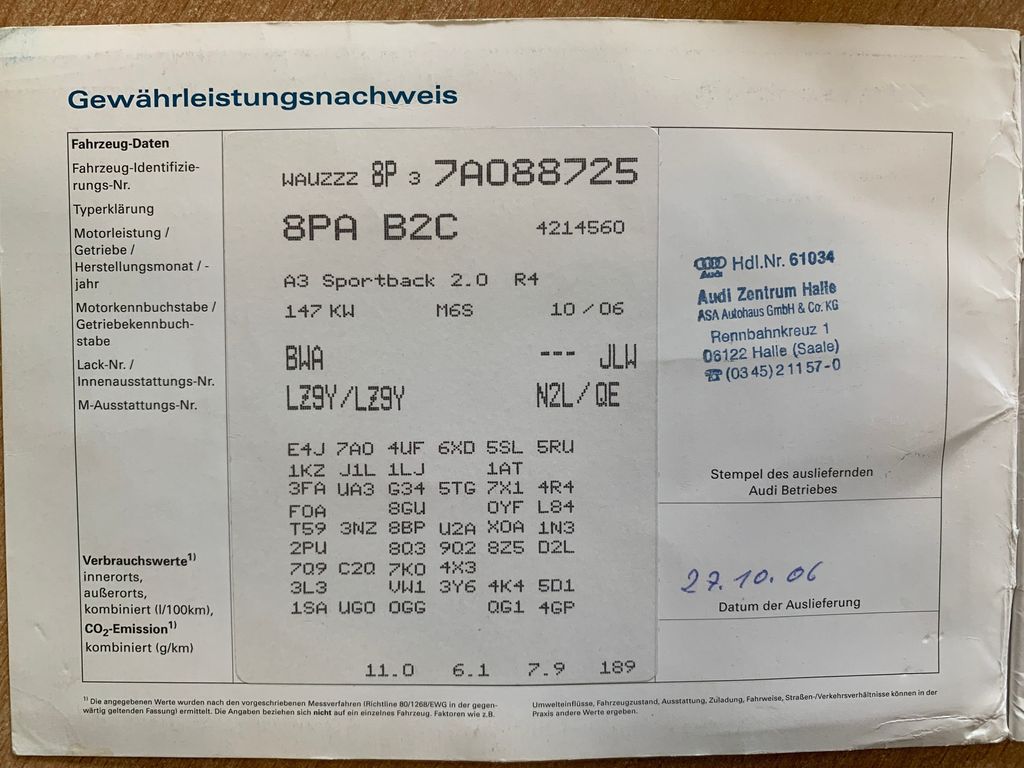 Gewährleistungsnachweis
Fahrzeug-Daten
Fahrzeug-Identifizie-
rungs-Nr.
Typerklärung
Motorleistung /
Getriebe /
Herstellungsmonat / -
jahr
Motorkennbuchstabe /
Getriebekennbuch-
stabe
Lack-Nr. /
Innenausstattungs-Nr.
M-Ausstattungs-Nr.
Verbrauchswerte1)
innerorts,
außerorts,
kombiniert (l/100km),
CO2-Emission1)
kombiniert (g/km)
WAUZZZ 8P 3 7A088725
8PA B2C 4214560
A3 Sportback 2.0 R4
147 KW M6S 10 / 06
BWA --- JLW
LZ9Y/LZ9Y N2L/QE
E4J 7A0 4UF 6XD 5SL 5RU
1KZ J1L 1LJ 1AT
3FA UA3 G34 5TG 7X1 4R4
F0A 8GU 0YF L84
T59 3NZ 8BP U2A X0A 1N3
2PU 8Q3 9Q2 8Z5 D2L
7Q9 C2Q 7K0 4X3
3L3 VW1 3Y6 4K4 5D1
1SA UG0 0GG QG1 4GP
11.0 6.1 7.9 189
Audi Hdl.Nr. 61034
Audi Zentrum Halle
ASA Autohaus GmbH & Co. KG
Rennbahnkreuz 1
06122 Halle (Saale)
☎ (03 45) 2 11 57-0
Stempel des ausliefernden
Audi Betriebes
27.10.06
Datum der Auslieferung
1) Die angegebenen Werte wurden nach den vorgeschriebenen Messverfahren (Richtlinie 80/1268/EWG in der gegen-
wärtig geltenden Fassung) ermittelt. Die Angaben beziehen sich nicht auf ein einzelnes Fahrzeug. Faktoren wie z.B.
Umwelteinflüsse, Fahrzeugzustand, Ausstattung, Zuladung, Fahrweise, Straßen-/Verkehrsverhältnisse können in der
Praxis andere Werte ergeben.